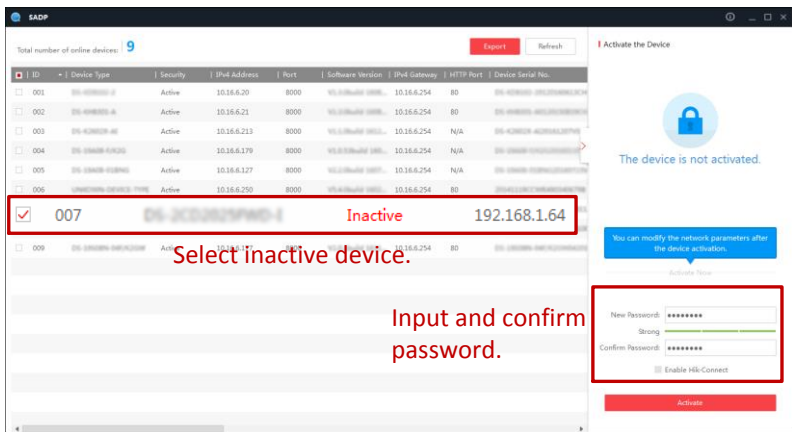 SADP
Total number of online devices: 9
Export Refresh
ID | Device Type | Security | IPv4 Address | Port | Software Version | IPv4 Gateway | HTTP Port | Device Serial No.
001 Active 10.16.6.20 8000 10.16.6.254 80
002 Active 10.16.6.21 8000 10.16.6.254 80
003 Active 10.16.6.213 8000 10.16.6.254 N/A
004 Active 10.16.6.179 8000 10.16.6.254 N/A
005 Active 10.16.6.127 8000 10.16.6.254 N/A
006 Active 10.16.6.250 8000 10.16.6.254 80
007 Inactive 192.168.1.64
009 8000 10.16.6.254 80
Select inactive device.
Input and confirm
password.
Activate the Device
The device is not activated.
You can modify the network parameters after
the device activation.
Activate Now
New Password: ●●●●●●●●
Strong
Confirm Password: ●●●●●●●●
Enable Hik-Connect
Activate